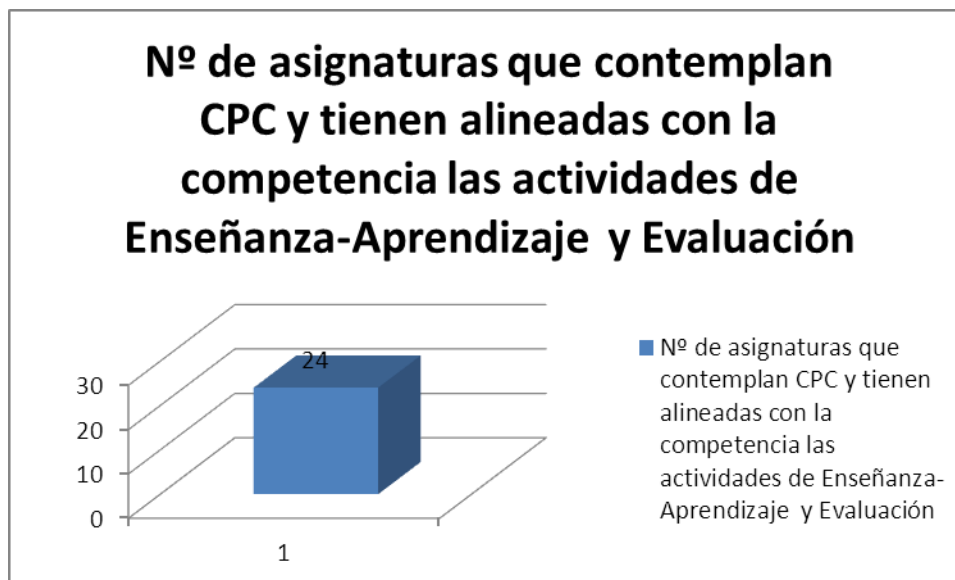 Nº de asignaturas que contemplan
CPC y tienen alineadas con la
competencia las actividades de
Enseñanza-Aprendizaje y Evaluación
24
30
20
10
0
1
Nº de asignaturas que
contemplan CPC y tienen
alineadas con la
competencia las
actividades de Enseñanza-
Aprendizaje y Evaluación